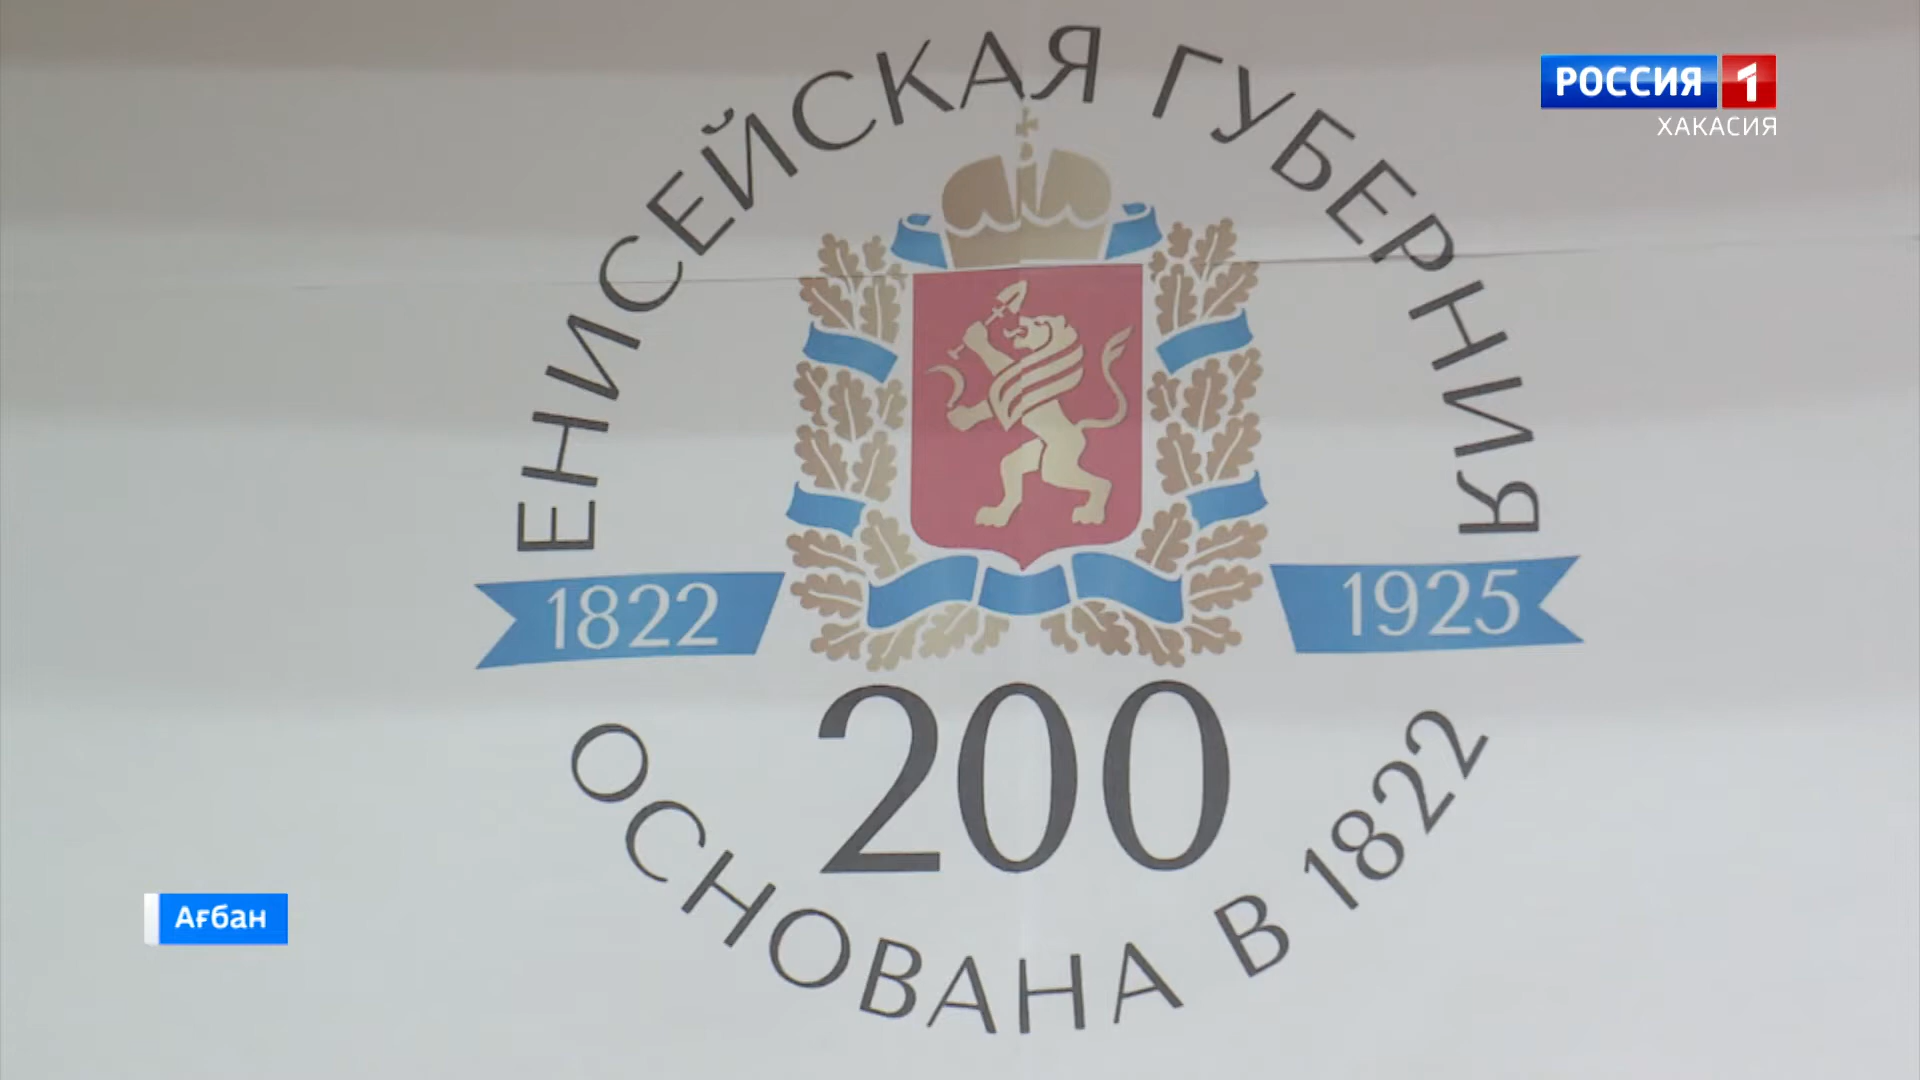 РОССИЯ 1
ХАКАСИЯ
ЕНИСЕЙСКАЯ ГУБЕРНИЯ
1822
1925
200
ОСНОВАНА В 1822
Ағбан